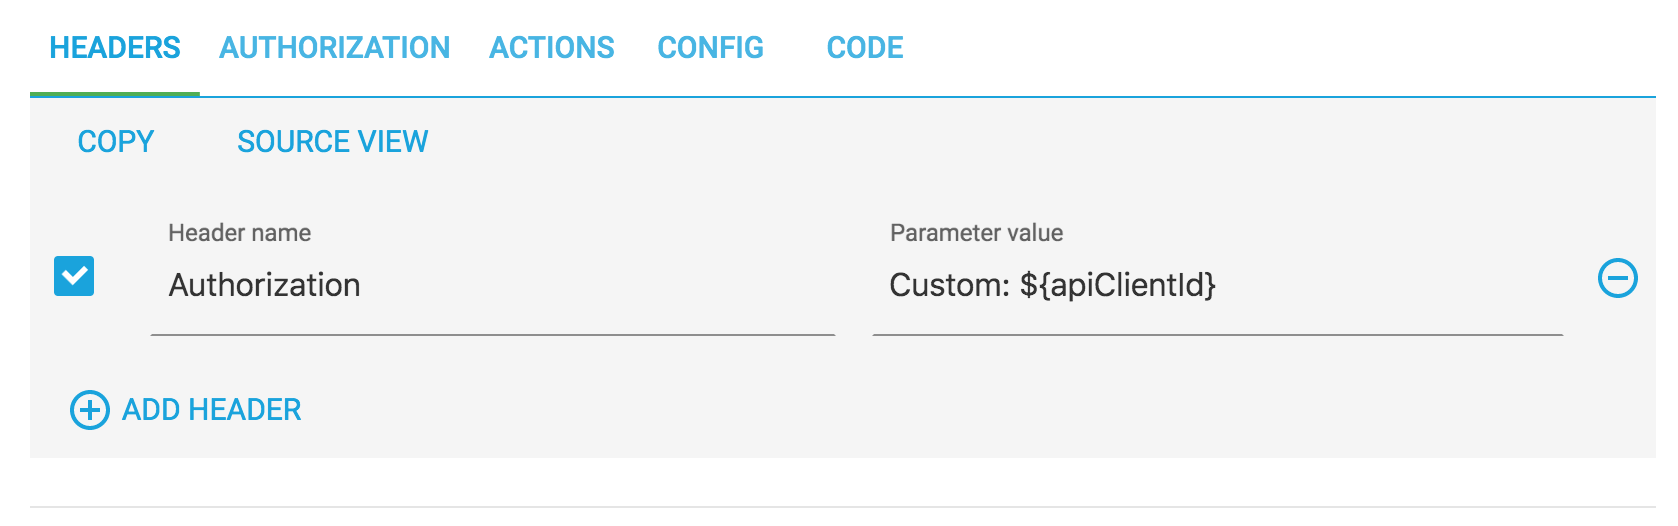 HEADERS AUTHORIZATION ACTIONS CONFIG CODE
COPY SOURCE VIEW
Header name Parameter value
Authorization Custom: ${apiClientId}
ADD HEADER